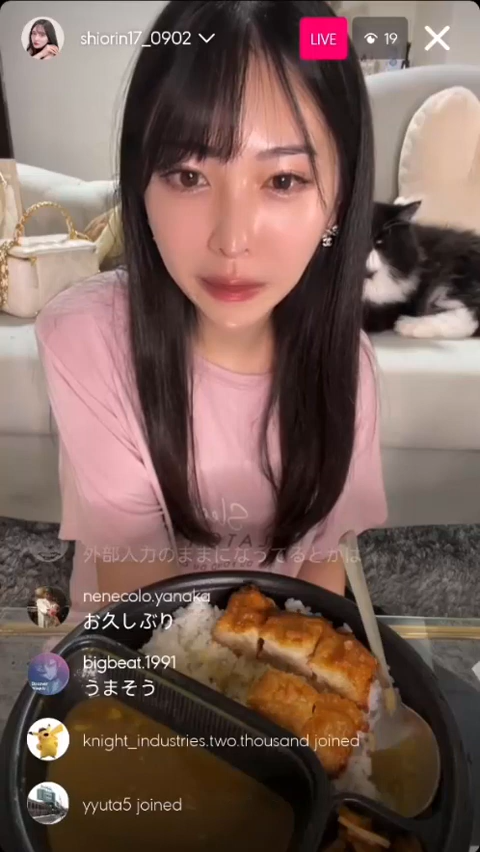 shiorin17_0902
LIVE
19
外部入力のままになってるとかは
nenecolo.yanaka
お久しぶり
bigbeat.1991
うまそう
knight_industries.two.thousand joined
yyuta5 joined